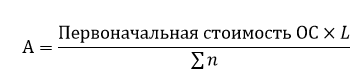 А = Первоначальная стоимость ОС × L
∑ n